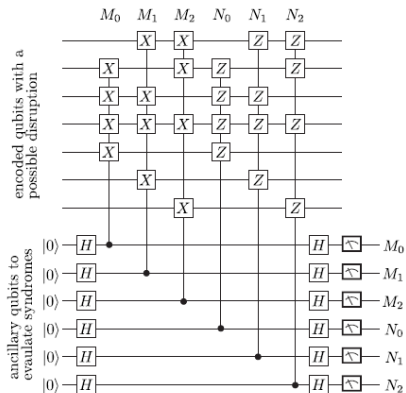 M₀ M₁ M₂ N₀ N₁ N₂
encoded qubits with a
possible disruption
X X Z Z
X X Z Z
X X Z Z
X X X Z Z Z
X Z
X Z
X Z
ancillary qubits to
evaulate syndromes
|0⟩ H H M₀
|0⟩ H H M₁
|0⟩ H H M₂
|0⟩ H H N₀
|0⟩ H H N₁
|0⟩ H H N₂